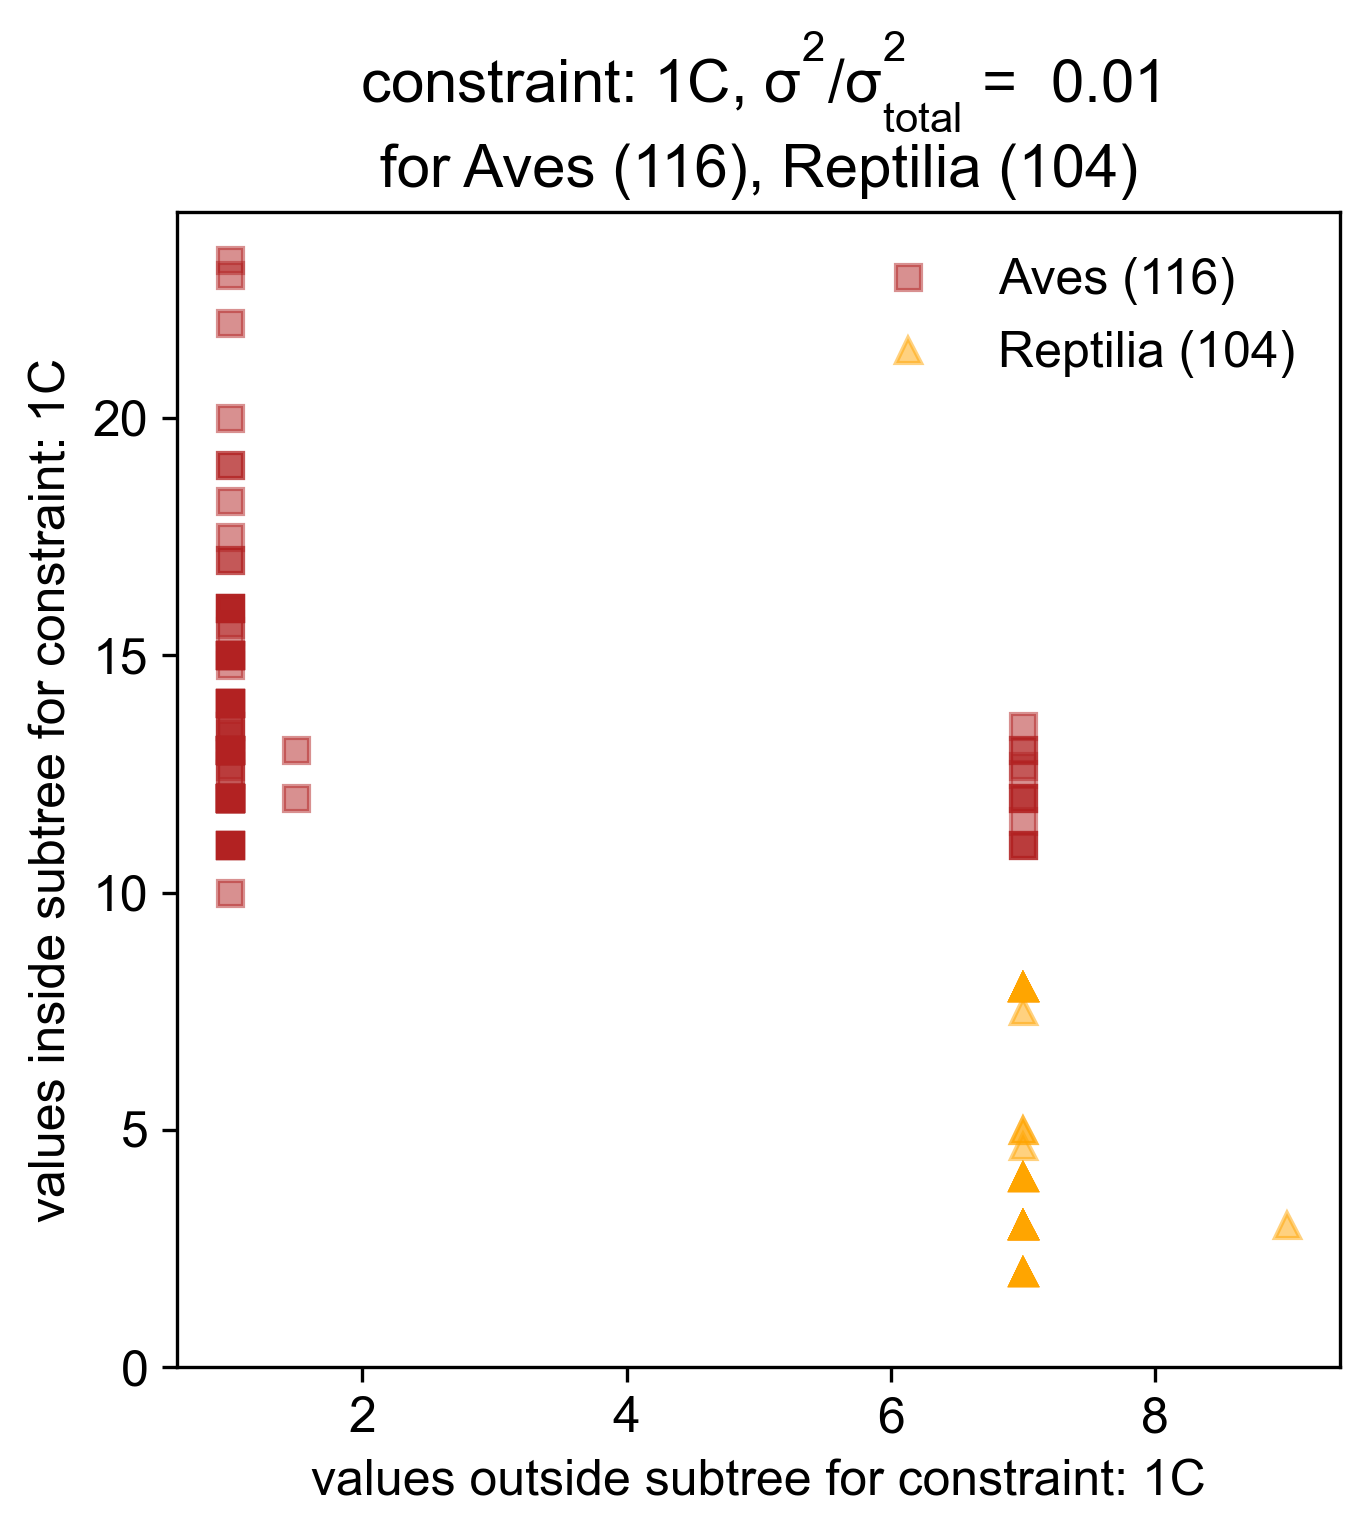 constraint: 1C, σ²/σ²total = 0.01
for Aves (116), Reptilia (104)
Aves (116)
Reptilia (104)
values inside subtree for constraint: 1C
20
15
10
5
0
2 4 6 8
values outside subtree for constraint: 1C